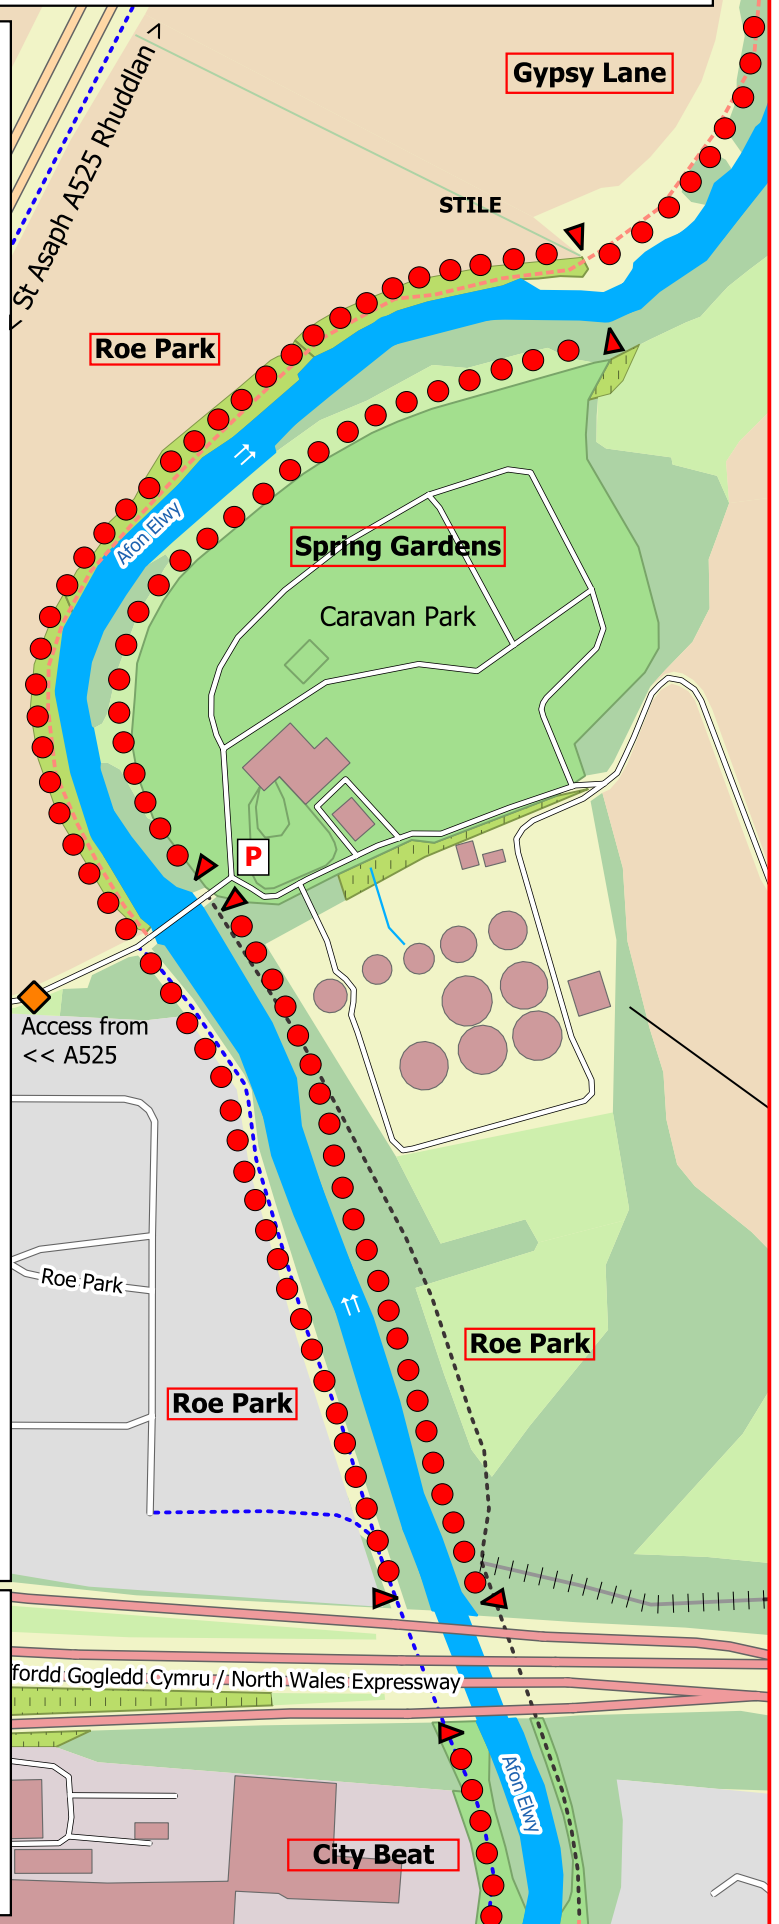 Gypsy Lane
< St Asaph A525 Rhuddlan >
STILE
Roe Park
Afon Elwy
Spring Gardens
Caravan Park
P
Access from
<< A525
Roe Park
Roe Park
Roe Park
ffordd Gogledd Cymru / North Wales Expressway
Afon Elwy
City Beat